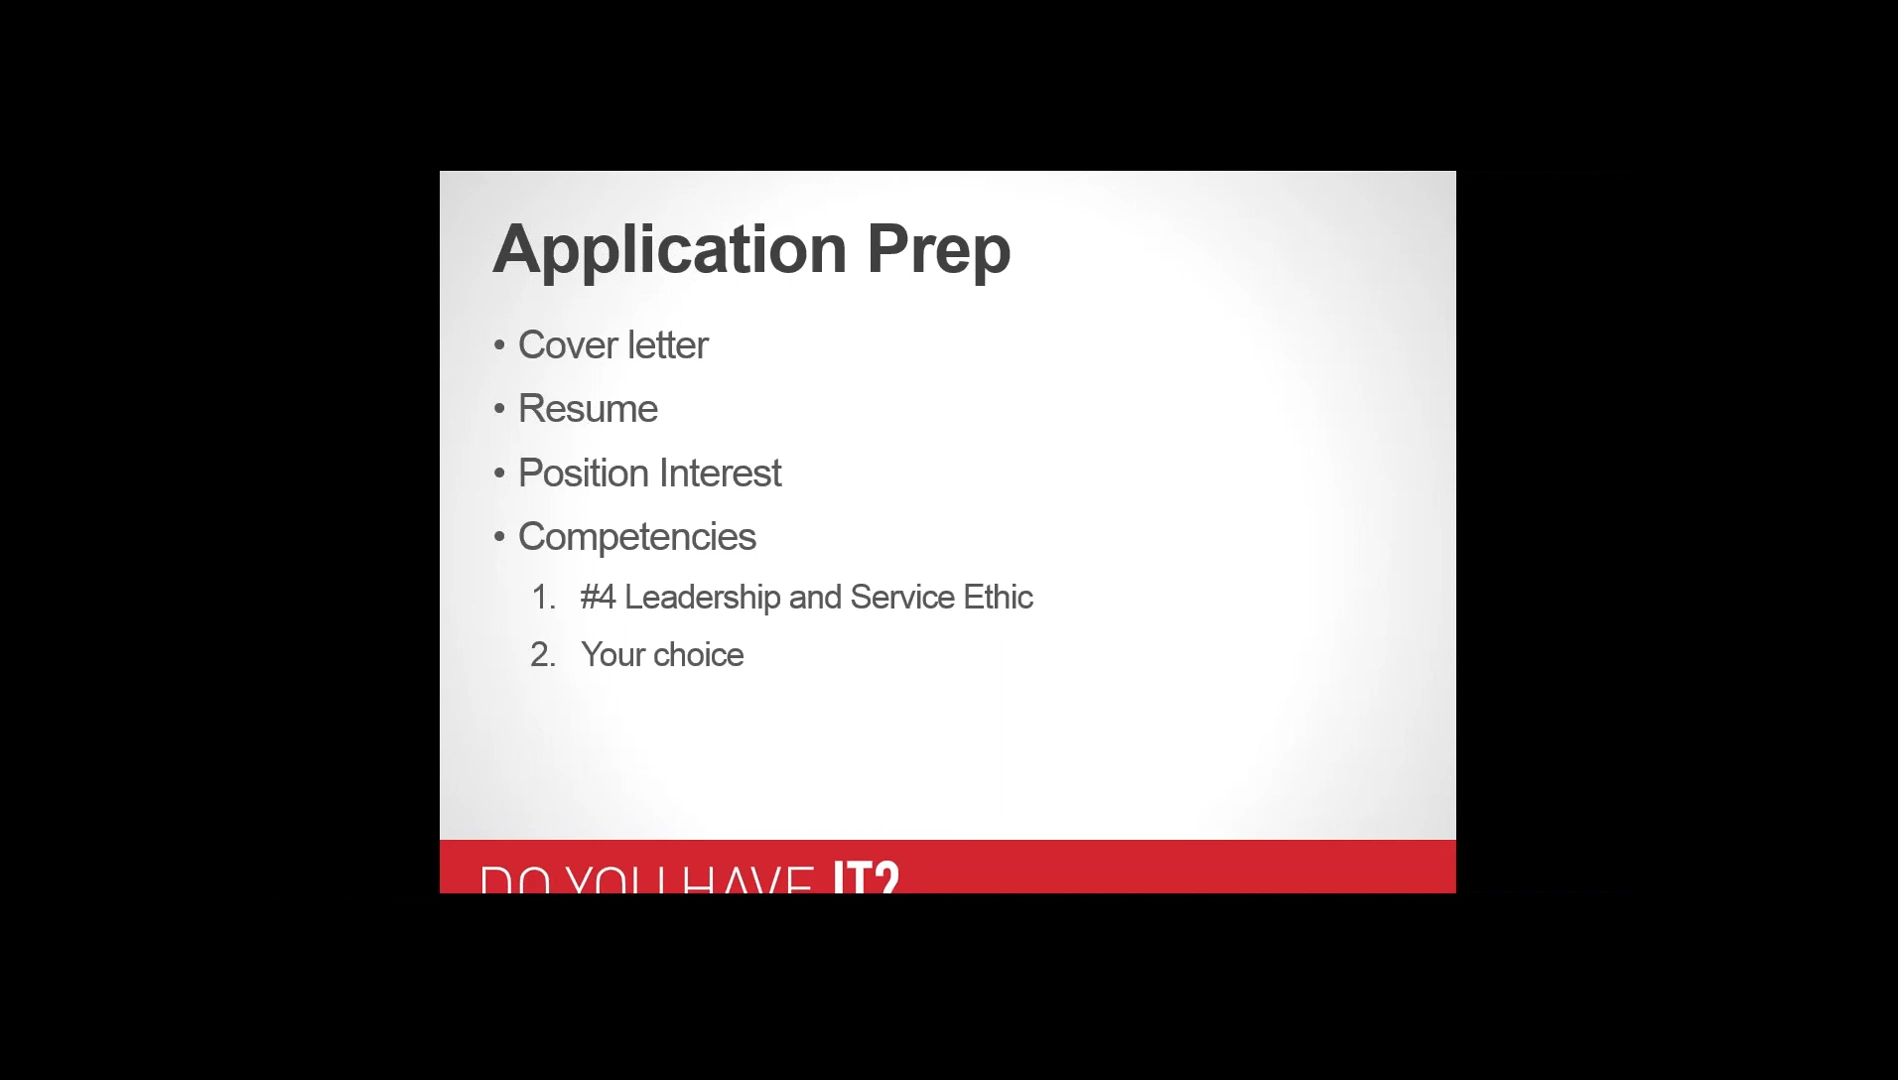 Application Prep
• Cover letter
• Resume
• Position Interest
• Competencies
1. #4 Leadership and Service Ethic
2. Your choice
DO YOU HAVE IT?